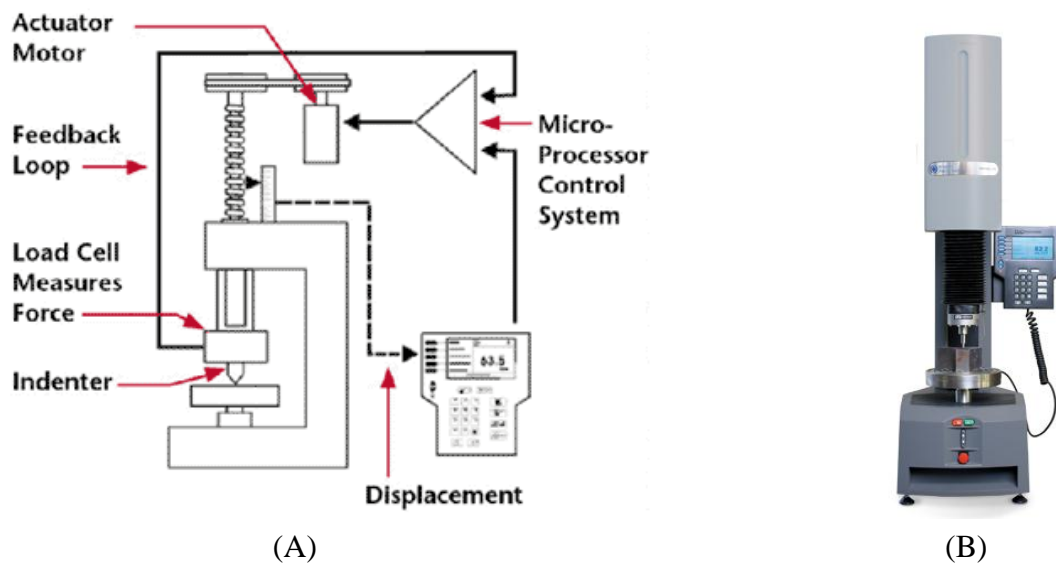 Actuator
Motor
Feedback
Loop
Micro-
Processor
Control
System
Load Cell
Measures
Force
Indenter
63.5
Displacement
(A)
(B)